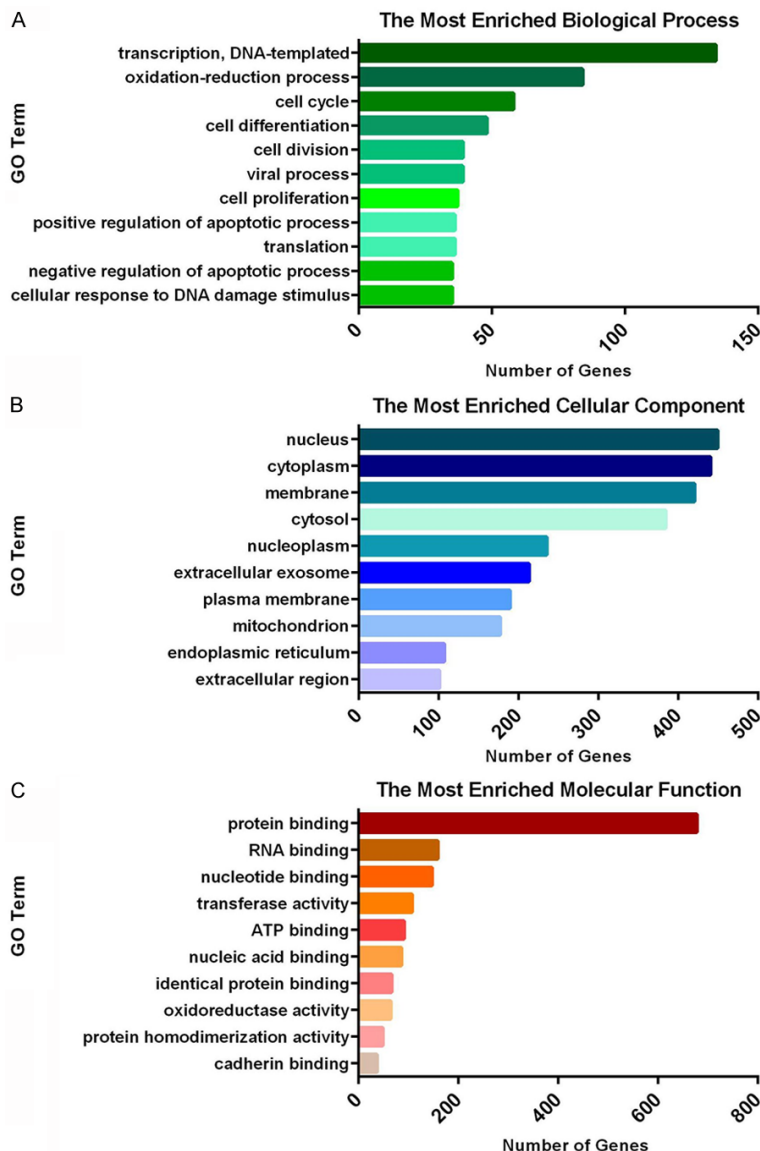 A
The Most Enriched Biological Process
GO Term
transcription, DNA-templated
oxidation-reduction process
cell cycle
cell differentiation
cell division
viral process
cell proliferation
positive regulation of apoptotic process
translation
negative regulation of apoptotic process
cellular response to DNA damage stimulus
0 50 100 150
Number of Genes
B
The Most Enriched Cellular Component
GO Term
nucleus
cytoplasm
membrane
cytosol
nucleoplasm
extracellular exosome
plasma membrane
mitochondrion
endoplasmic reticulum
extracellular region
0 100 200 300 400 500
Number of Genes
C
The Most Enriched Molecular Function
GO Term
protein binding
RNA binding
nucleotide binding
transferase activity
ATP binding
nucleic acid binding
identical protein binding
oxidoreductase activity
protein homodimerization activity
cadherin binding
0 200 400 600 800
Number of Genes